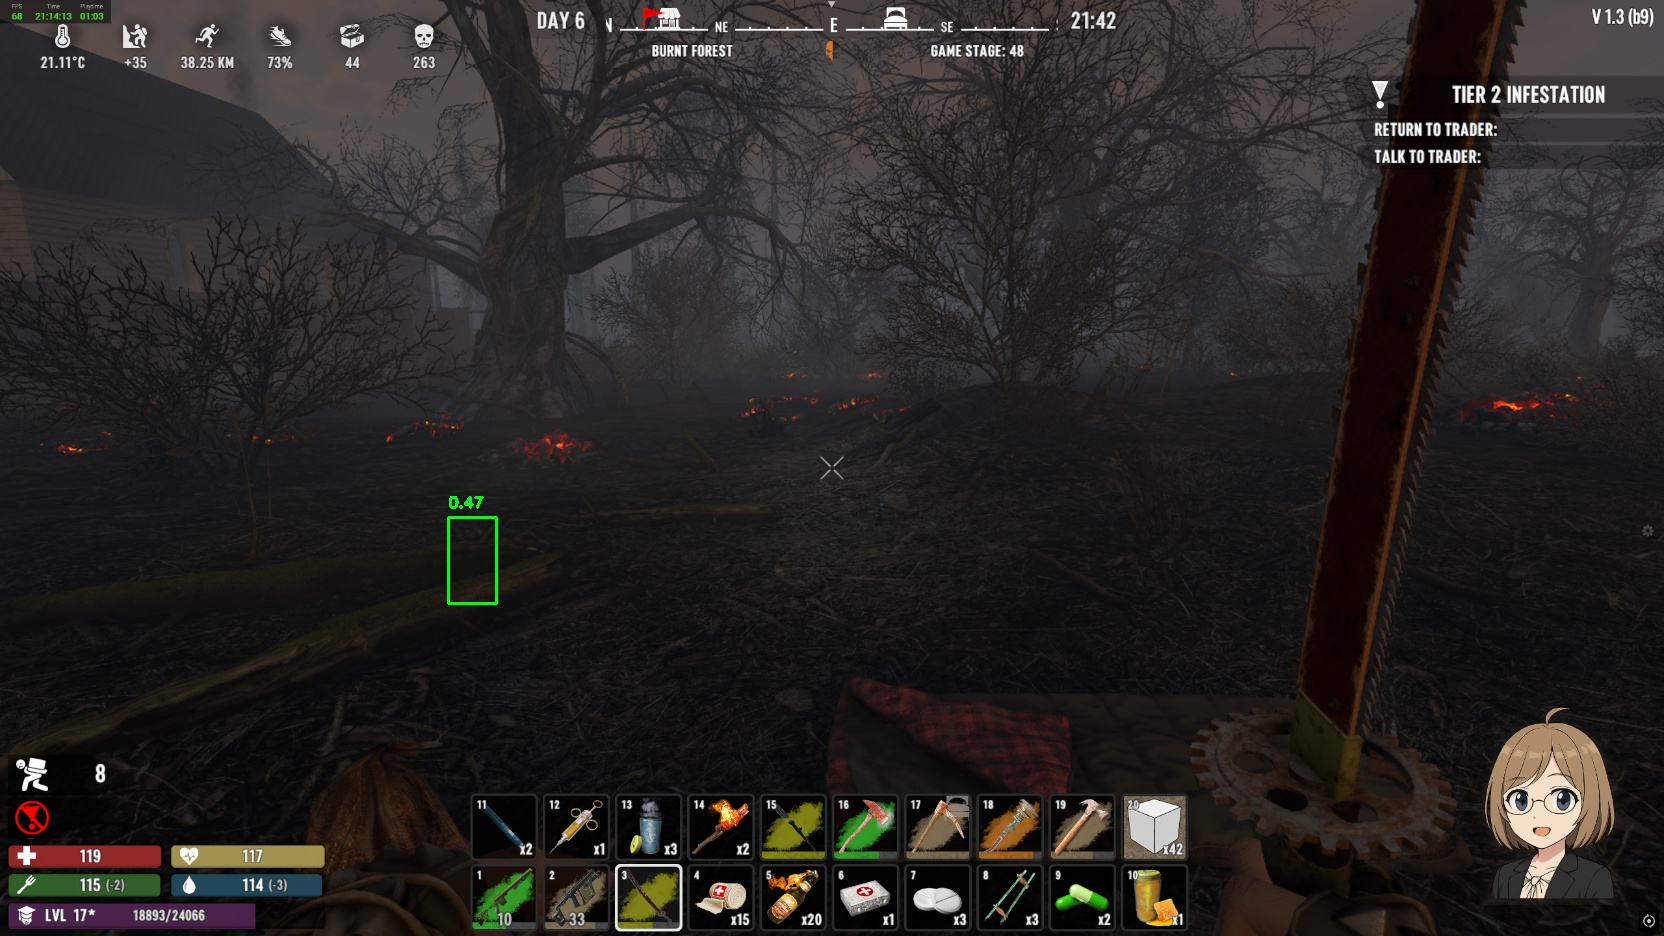 FPS Time Playtime
68 21:14:13 01:03
21.11°C +35 38.25 KM 73% 44 263
DAY 6 N NE E SE 21:42
BURNT FOREST GAME STAGE: 48
V 1.3 (b9)
TIER 2 INFESTATION
RETURN TO TRADER:
TALK TO TRADER:
0.47
8
119 117
115 (-2) 114 (-3)
LVL 17* 18893/24066
11 x2 12 x1 13 x3 14 x2 15 16 17 18 19 20 x42
1 10 2 33 3 4 x15 5 x20 6 x1 7 x3 8 x3 9 x2 10 x1